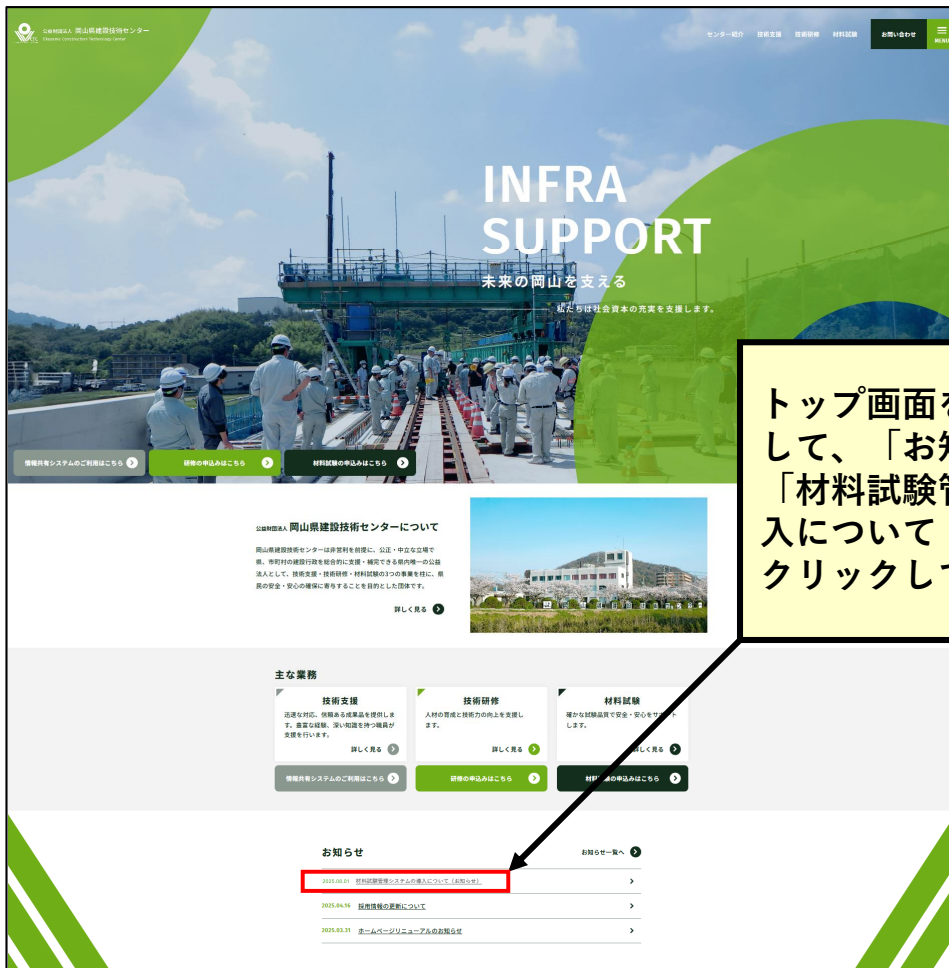 公益財団法人 岡山県建設技術センター
Okayama Construction Technology Center
センター紹介 技術支援 技術研修 材料試験 お問い合わせ MENU
INFRA
SUPPORT
未来の岡山を支える
私たちは社会資本の充実を支援します。
情報共有システムのご利用はこちら 研修の申込みはこちら 材料試験の申込みはこちら
トップ画面を
して、「お知
「材料試験管
入について（
クリックして
公益財団法人 岡山県建設技術センターについて
岡山県建設技術センターは非営利を前提に、公正・中立な立場で
県、市町村の建設行政を総合的に支援・補完できる県内唯一の公益
法人として、技術支援・技術研修・材料試験の3つの事業を柱に、県
民の安全・安心の確保に寄与することを目的とした団体です。
詳しく見る
主な業務
技術支援
迅速な対応、信頼ある成果品を提供しま
す。豊富な経験、深い知識を持つ職員が
支援を行います。
詳しく見る
情報共有システムのご利用はこちら
技術研修
人材の育成と技術力の向上を支援し
ます。
詳しく見る
研修の申込みはこちら
材料試験
確かな試験品質で安全・安心をサポート
します。
詳しく見る
材料試験の申込みはこちら
お知らせ お知らせ一覧へ
2025.08.01 材料試験管理システムの導入について（お知らせ）
2025.04.16 採用情報の更新について
2025.03.31 ホームページリニューアルのお知らせ